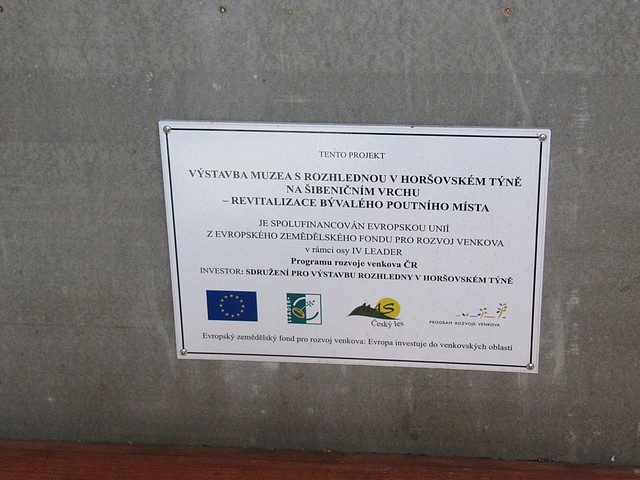 TENTO PROJEKT
VÝSTAVBA MUZEA S ROZHLEDNOU V HORŠOVSKÉM TÝNĚ
NA ŠIBENIČNÍM VRCHU
– REVITALIZACE BÝVALÉHO POUTNÍHO MÍSTA
JE SPOLUFINANCOVÁN EVROPSKOU UNIÍ
Z EVROPSKÉHO ZEMĚDĚLSKÉHO FONDU PRO ROZVOJ VENKOVA
v rámci osy IV LEADER
Programu rozvoje venkova ČR
INVESTOR: SDRUŽENÍ PRO VÝSTAVBU ROZHLEDNY V HORŠOVSKÉM TÝNĚ
LEADER+
MAS
Český les
PROGRAM ROZVOJE VENKOVA
Evropský zemědělský fond pro rozvoj venkova: Evropa investuje do venkovských oblastí